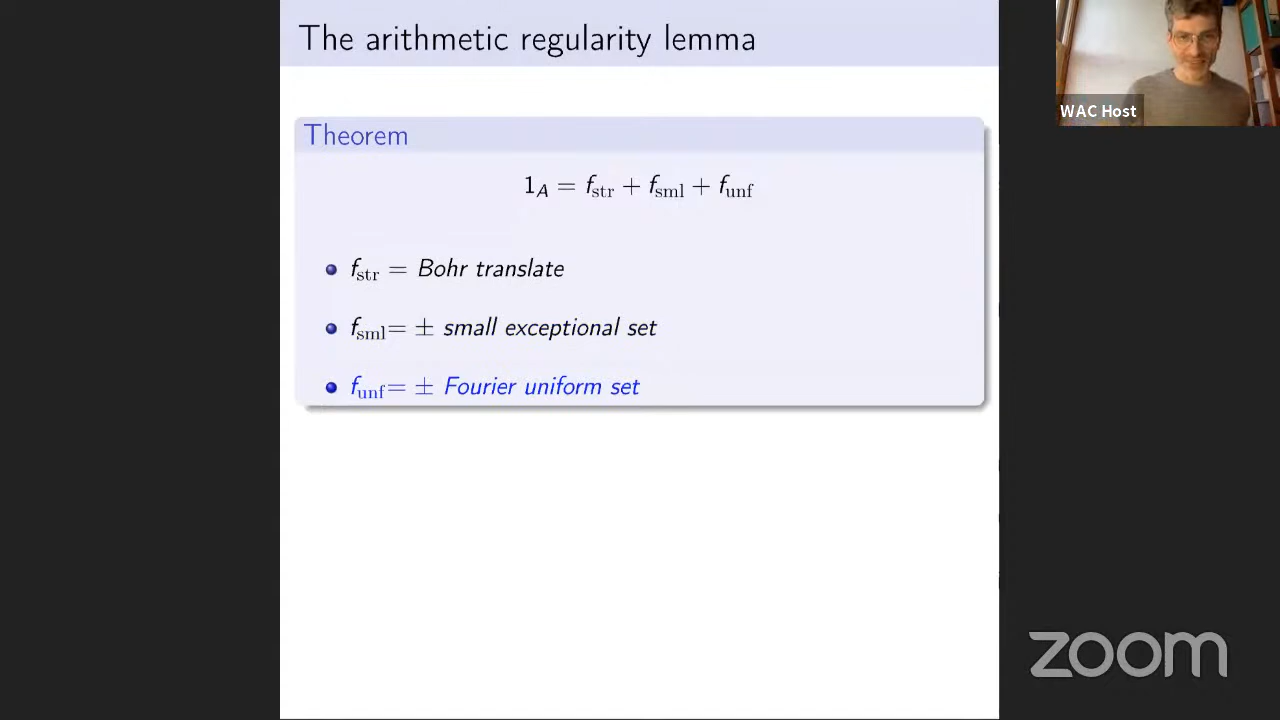 The arithmetic regularity lemma
WAC Host
Theorem
1_A = f_str + f_sml + f_unf
f_str = Bohr translate
f_sml = ± small exceptional set
f_unf = ± Fourier uniform set
zoom